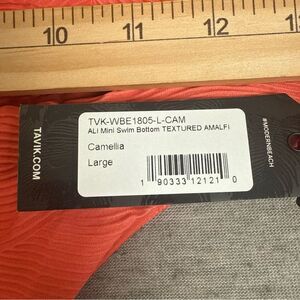 10 11 12 13
TVK-WBE1805-L-CAM
ALI Mini Swim Bottom TEXTURED AMALFI
Camellia
Large
1 90333 12121 0
TAVIK.COM
#MODERNBEACH